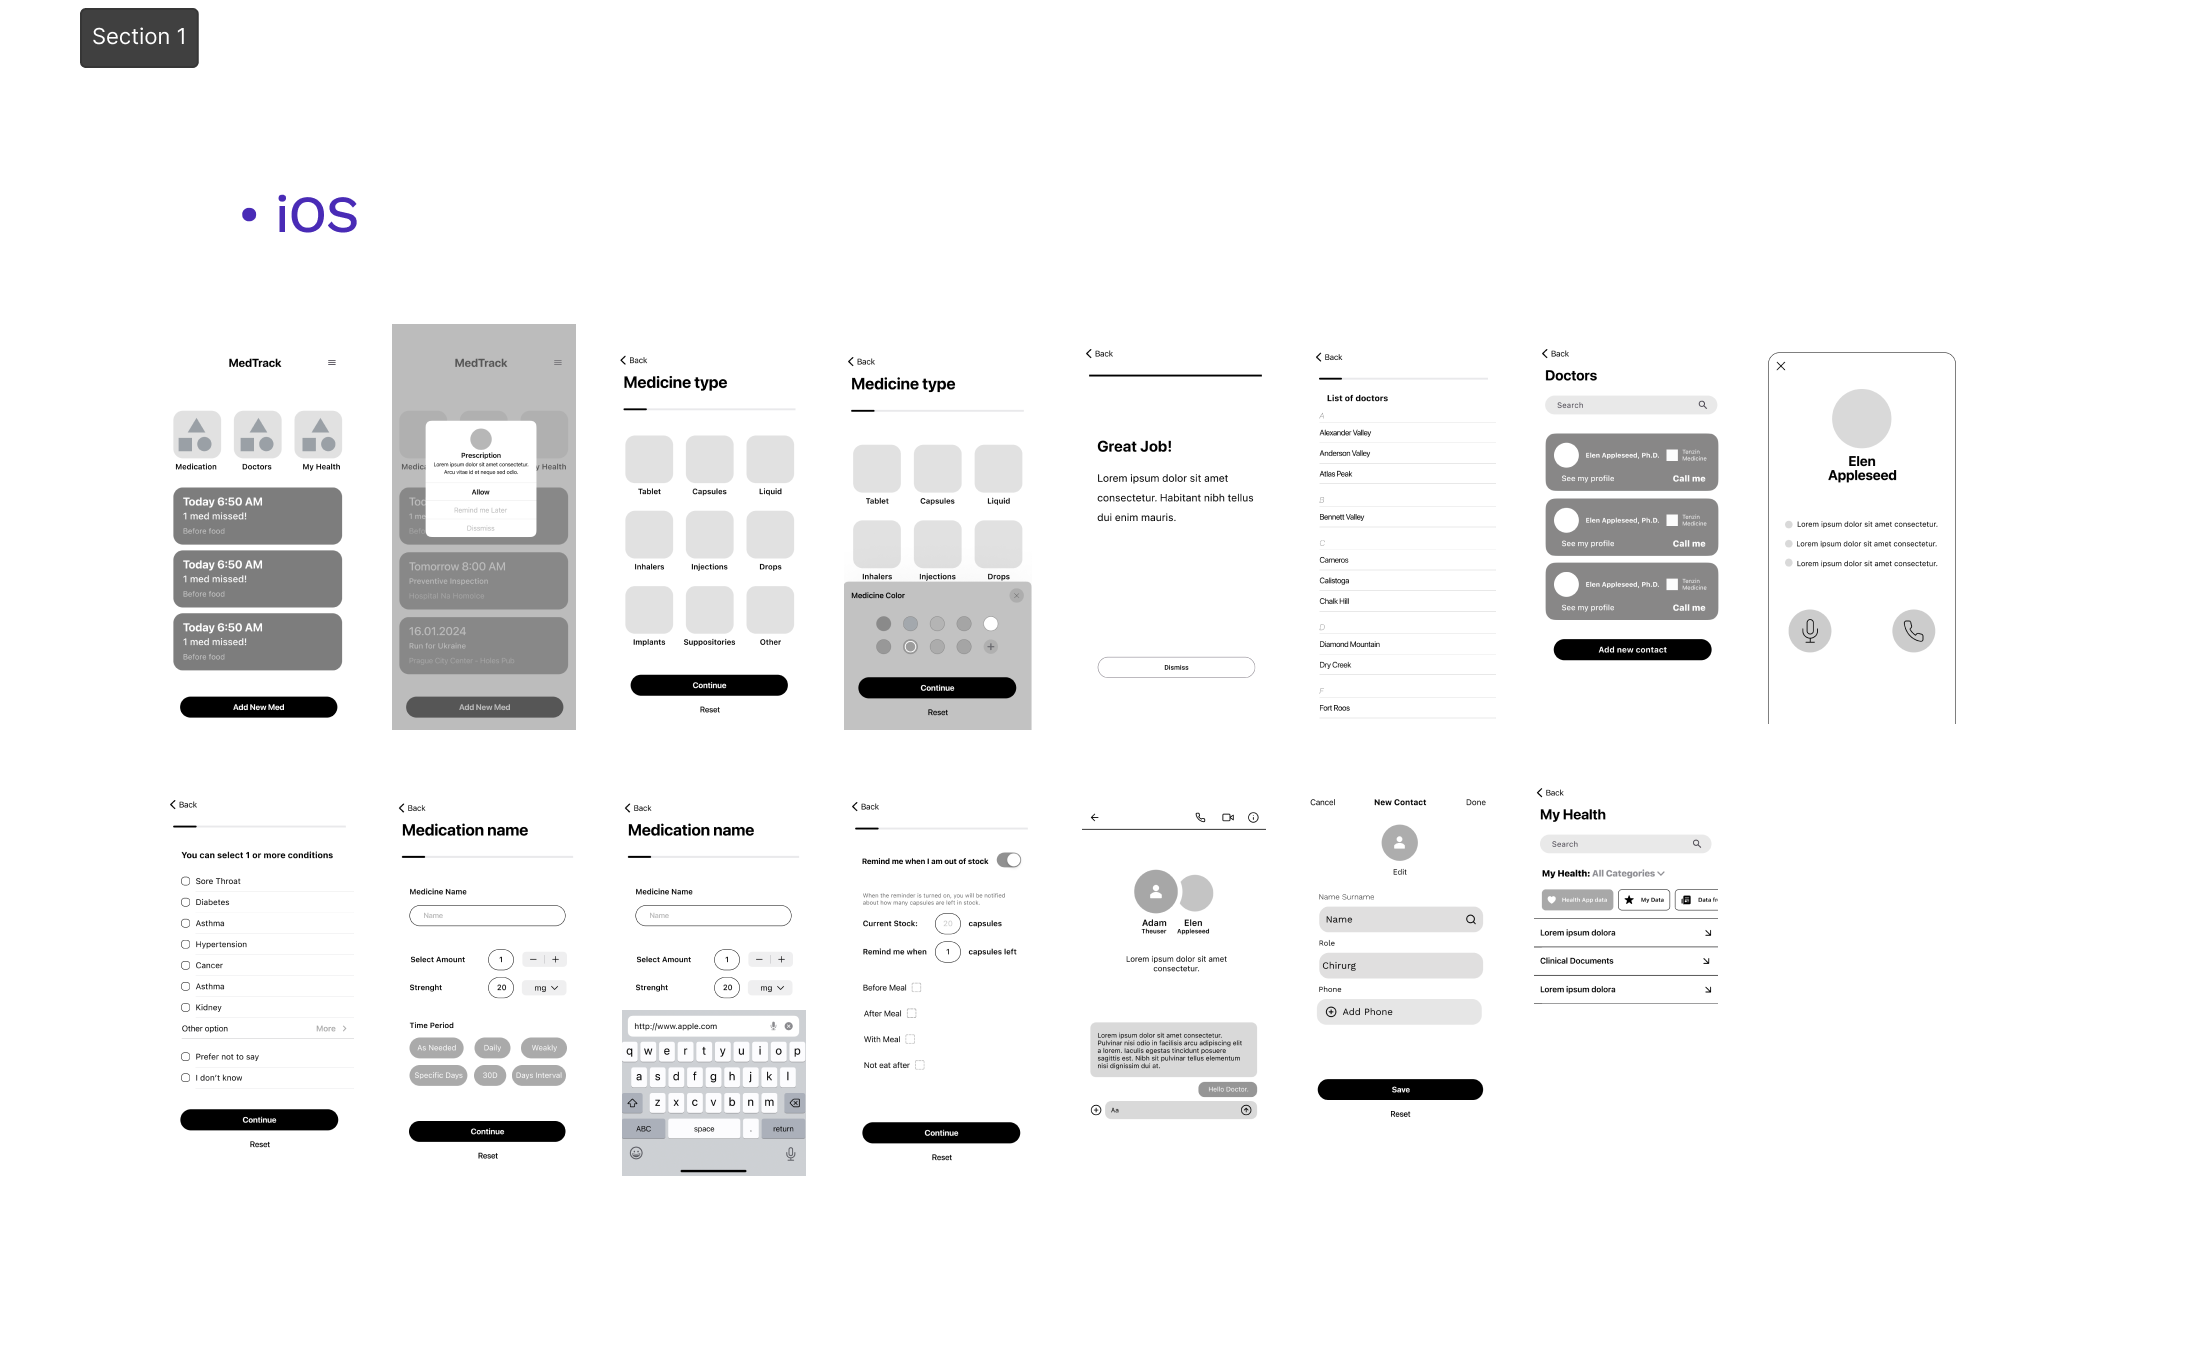 Section 1
• iOS
MedTrack
Medication
Doctors
My Health
Today 6:50 AM
1 med missed!
Before food
Today 6:50 AM
1 med missed!
Before food
Today 6:50 AM
1 med missed!
Before food
Add New Med
MedTrack
Prescription
Lorem ipsum dolor sit amet consectetur.
Arcu vitae id et neque sed odio.
Allow
Remind me Later
Dissmiss
Tomorrow 8:00 AM
Preventive Inspection
Hospital Na Homolce
16.01.2024
Run for Ukraine
Prague City Center - Holes Pub
Add New Med
Back
Medicine type
Tablet
Capsules
Liquid
Inhalers
Injections
Drops
Implants
Suppositories
Other
Continue
Reset
Back
Medicine type
Tablet
Capsules
Liquid
Inhalers
Injections
Drops
Medicine Color
Continue
Reset
Back
Great Job!
Lorem ipsum dolor sit amet
consectetur. Habitant nibh tellus
dui enim mauris.
Dismiss
Back
List of doctors
A
Alexander Valley
Anderson Valley
Atlas Peak
B
Bennett Valley
C
Carneros
Calistoga
Chalk Hill
D
Diamond Mountain
Dry Creek
F
Fort Roos
Back
Doctors
Search
Elen Appleseed, Ph.D.
Tenzin
Medicine
See my profile
Call me
Elen Appleseed, Ph.D.
Tenzin
Medicine
See my profile
Call me
Elen Appleseed, Ph.D.
Tenzin
Medicine
See my profile
Call me
Add new contact
Elen
Appleseed
Lorem ipsum dolor sit amet consectetur.
Lorem ipsum dolor sit amet consectetur.
Lorem ipsum dolor sit amet consectetur.
Back
You can select 1 or more conditions
Sore Throat
Diabetes
Asthma
Hypertension
Cancer
Asthma
Kidney
Other option
More
Prefer not to say
I don't know
Continue
Reset
Back
Medication name
Medicine Name
Name
Select Amount
1
Strenght
20
mg
Time Period
As Needed
Daily
Weakly
Specific Days
30D
Days Interval
Continue
Reset
Back
Medication name
Medicine Name
Name
Select Amount
1
Strenght
20
mg
http://www.apple.com
q w e r t y u i o p
a s d f g h j k l
z x c v b n m
ABC space . return
Back
Remind me when I am out of stock
When the reminder is turned on, you will be notified
about how many capsules are left in stock.
Current Stock: 20 capsules
Remind me when 1 capsules left
Before Meal
After Meal
With Meal
Not eat after
Continue
Reset
Adam
Theuser
Elen
Appleseed
Lorem ipsum dolor sit amet
consectetur.
Lorem ipsum dolor sit amet consectetur.
Pulvinar nisi odio in facilisis arcu adipiscing elit
a lorem. Iaculis egestas tincidunt posuere
sagittis est. Nibh sit pulvinar tellus elementum
nisi dignissim dui at.
Hello Doctor.
Aa
Cancel
New Contact
Done
Edit
Name Surname
Name
Role
Chirurg
Phone
Add Phone
Save
Reset
Back
My Health
Search
My Health: All Categories
Health App data
My Data
Data fr
Lorem ipsum dolora
Clinical Documents
Lorem ipsum dolora